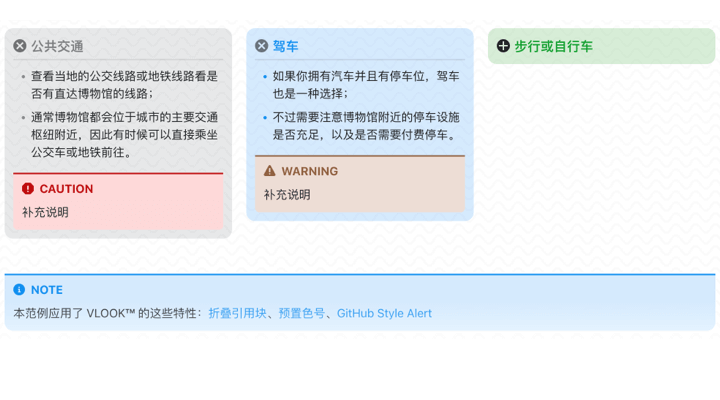 公共交通
查看当地的公交线路或地铁线路看是
否有直达博物馆的线路；
通常博物馆都会位于城市的主要交通
枢纽附近，因此有时候可以直接乘坐
公交车或地铁前往。
CAUTION
补充说明
驾车
如果你拥有汽车并且有停车位，驾车
也是一种选择；
不过需要注意博物馆附近的停车设施
是否充足，以及是否需要付费停车。
WARNING
补充说明
步行或自行车
NOTE
本范例应用了 VLOOK™ 的这些特性：折叠引用块、预置色号、GitHub Style Alert